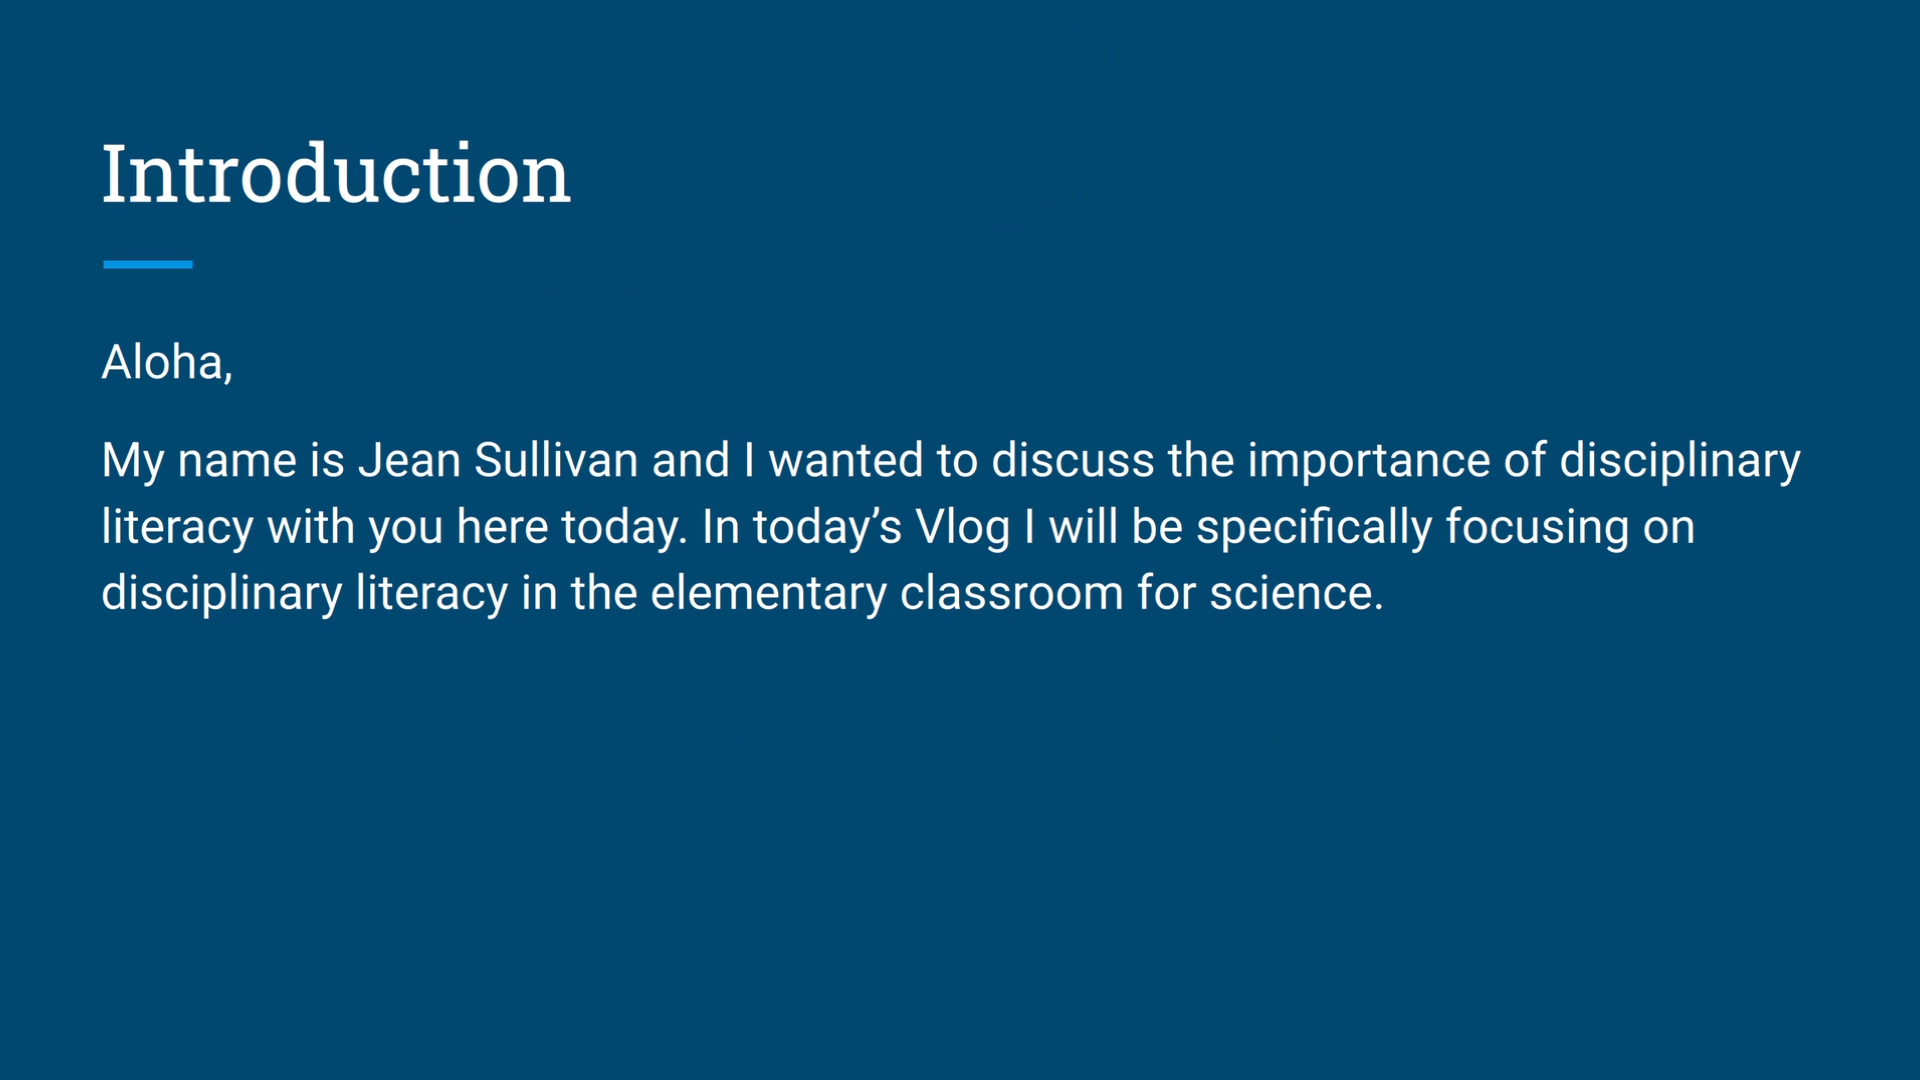 Introduction
Aloha,
My name is Jean Sullivan and I wanted to discuss the importance of disciplinary
literacy with you here today. In today’s Vlog I will be specifically focusing on
disciplinary literacy in the elementary classroom for science.